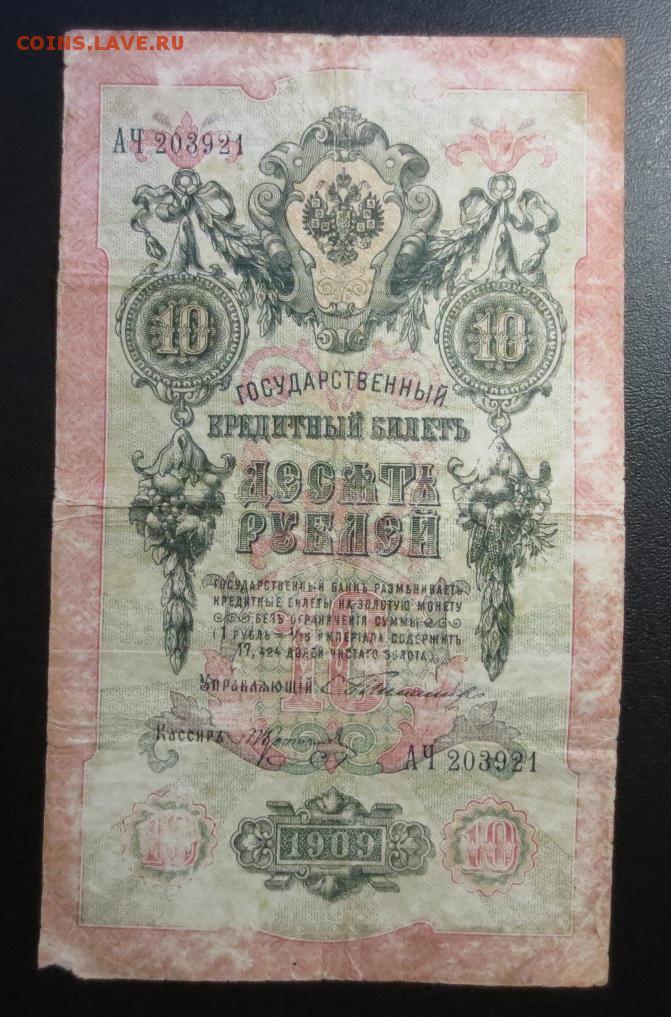 COINS.LAVE.RU
АЧ 203921
10 10
ГОСУДАРСТВЕННЫЙ
КРЕДИТНЫЙ БИЛЕТЪ
ДЕСЯТЬ
РУБЛЕЙ
ГОСУДАРСТВЕННЫЙ БАНКЪ РАЗМѢНИВАЕТЪ
КРЕДИТНЫЕ БИЛЕТЫ НА ЗОЛОТУЮ МОНЕТУ
БЕЗЪ ОГРАНИЧЕНІЯ СУММЫ
(1 РУБЛЬ = 1/15 ИМПЕРІАЛА, СОДЕРЖИТЪ
17,424 ДОЛЕЙ ЧИСТАГО ЗОЛОТА)
10
УПРАВЛЯЮЩІЙ
КАССИРЪ
АЧ 203921
10 1909 10